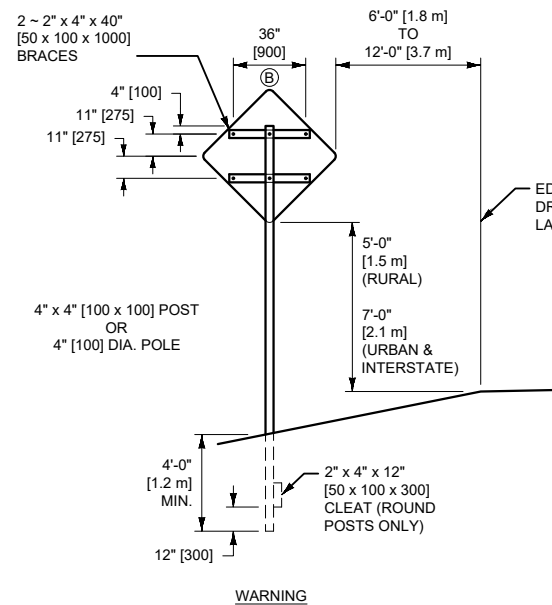 2 ~ 2" x 4" x 40"
[50 x 100 x 1000]
BRACES
36"
[900]
6'-0" [1.8 m]
TO
12'-0" [3.7 m]
B
4" [100]
11" [275]
11" [275]
5'-0"
[1.5 m]
(RURAL)
7'-0"
[2.1 m]
(URBAN &
INTERSTATE)
4" x 4" [100 x 100] POST
OR
4" [100] DIA. POLE
4'-0"
[1.2 m]
MIN.
2" x 4" x 12"
[50 x 100 x 300]
CLEAT (ROUND
POSTS ONLY)
12" [300]
WARNING